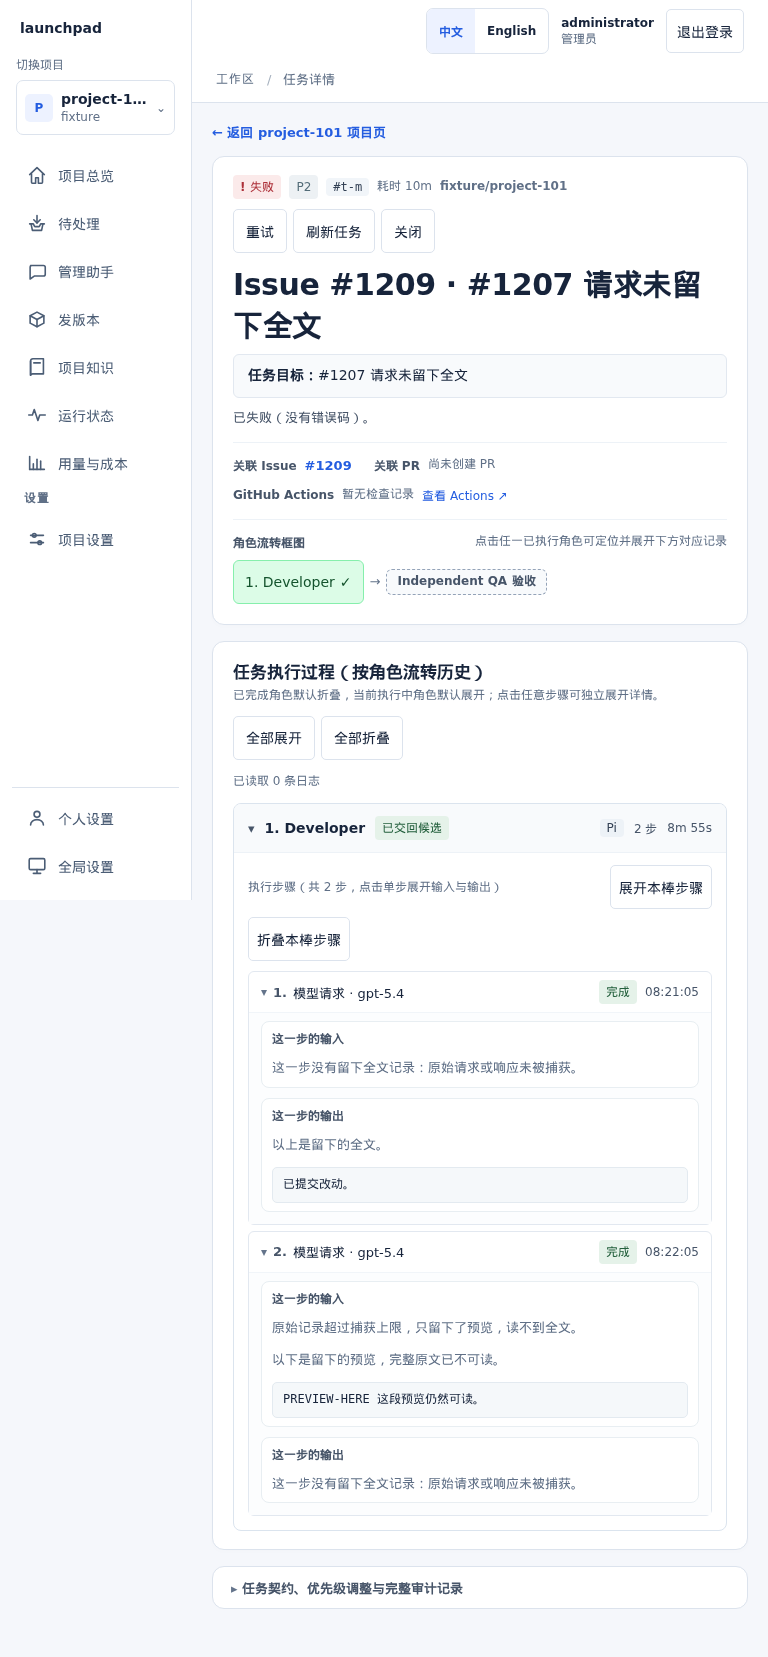 launchpad
切换项目
P
project-1…
fixture
项目总览
待处理
管理助手
发版本
项目知识
运行状态
用量与成本
设置
项目设置
个人设置
全局设置
中文 English
administrator
管理员
退出登录
工作区 / 任务详情
← 返回 project-101 项目页
! 失败 P2 #t-m 耗时 10m fixture/project-101
重试 刷新任务 关闭
Issue #1209 · #1207 请求未留
下全文
任务目标：#1207 请求未留下全文
已失败（没有错误码）。
关联 Issue #1209 关联 PR 尚未创建 PR
GitHub Actions 暂无检查记录 查看 Actions ↗
角色流转框图 点击任一已执行角色可定位并展开下方对应记录
1. Developer ✓ → Independent QA 验收
任务执行过程（按角色流转历史）
已完成角色默认折叠，当前执行中角色默认展开；点击任意步骤可独立展开详情。
全部展开 全部折叠
已读取 0 条日志
▾ 1. Developer 已交回候选 Pi 2 步 8m 55s
执行步骤（共 2 步，点击单步展开输入与输出） 展开本棒步骤
折叠本棒步骤
▾ 1. 模型请求 · gpt-5.4 完成 08:21:05
这一步的输入
这一步没有留下全文记录：原始请求或响应未被捕获。
这一步的输出
以上是留下的全文。
已提交改动。
▾ 2. 模型请求 · gpt-5.4 完成 08:22:05
这一步的输入
原始记录超过捕获上限，只留下了预览，读不到全文。
以下是留下的预览，完整原文已不可读。
PREVIEW-HERE 这段预览仍然可读。
这一步的输出
这一步没有留下全文记录：原始请求或响应未被捕获。
▸ 任务契约、优先级调整与完整审计记录